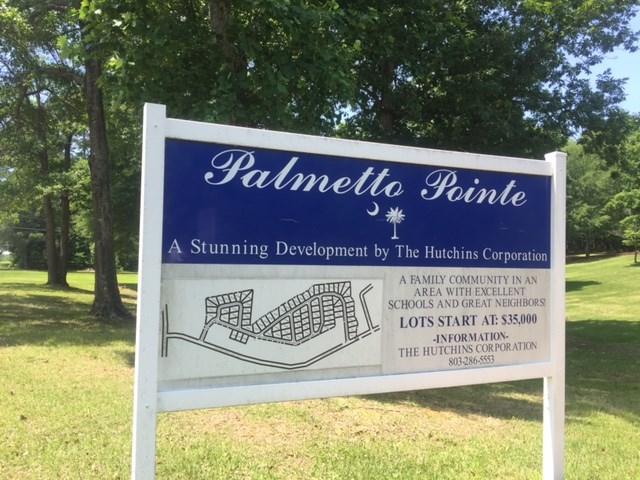 Palmetto Pointe
A Stunning Development by The Hutchins Corporation
A FAMILY COMMUNITY IN AN
AREA WITH EXCELLENT
SCHOOLS AND GREAT NEIGHBORS!
LOTS START AT: $35,000
-INFORMATION-
THE HUTCHINS CORPORATION
803-286-5553